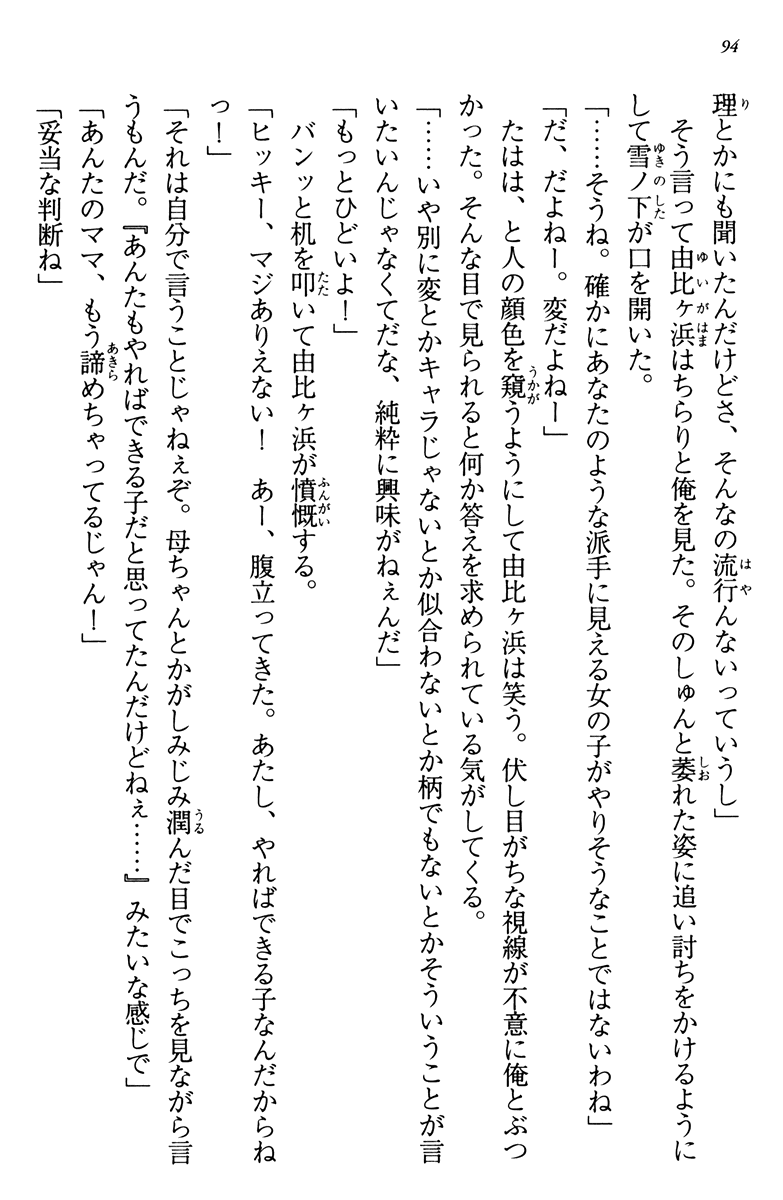 94
理とかにも聞いたんだけどさ、そんなの流行んないっていうし」
そう言って由比ヶ浜はちらりと俺を見た。そのしゅんと萎れた姿に追い討ちをかけるように
して雪ノ下が口を開いた。
「……そうね。確かにあなたのような派手に見える女の子がやりそうなことではないわね」
「だ、だよねー。変だよねー」
たはは、と人の顔色を窺うようにして由比ヶ浜は笑う。伏し目がちな視線が不意に俺とぶつ
かった。そんな目で見られると何か答えを求められている気がしてくる。
「……いや別に変とかキャラじゃないとか似合わないとか柄でもないとかそういうことが言
いたいんじゃなくてだな、純粋に興味がねぇんだ」
「もっとひどいよ！」
バンッと机を叩いて由比ヶ浜が憤慨する。
「ヒッキー、マジありえない！　あー、腹立ってきた。あたし、やればできる子なんだからね
っ！」
「それは自分で言うことじゃねぇぞ。母ちゃんとかがしみじみ潤んだ目でこっちを見ながら言
うもんだ。『あんたもやればできる子だと思ってたんだけどねぇ……』みたいな感じで」
「あんたのママ、もう諦めちゃってるじゃん！」
「妥当な判断ね」